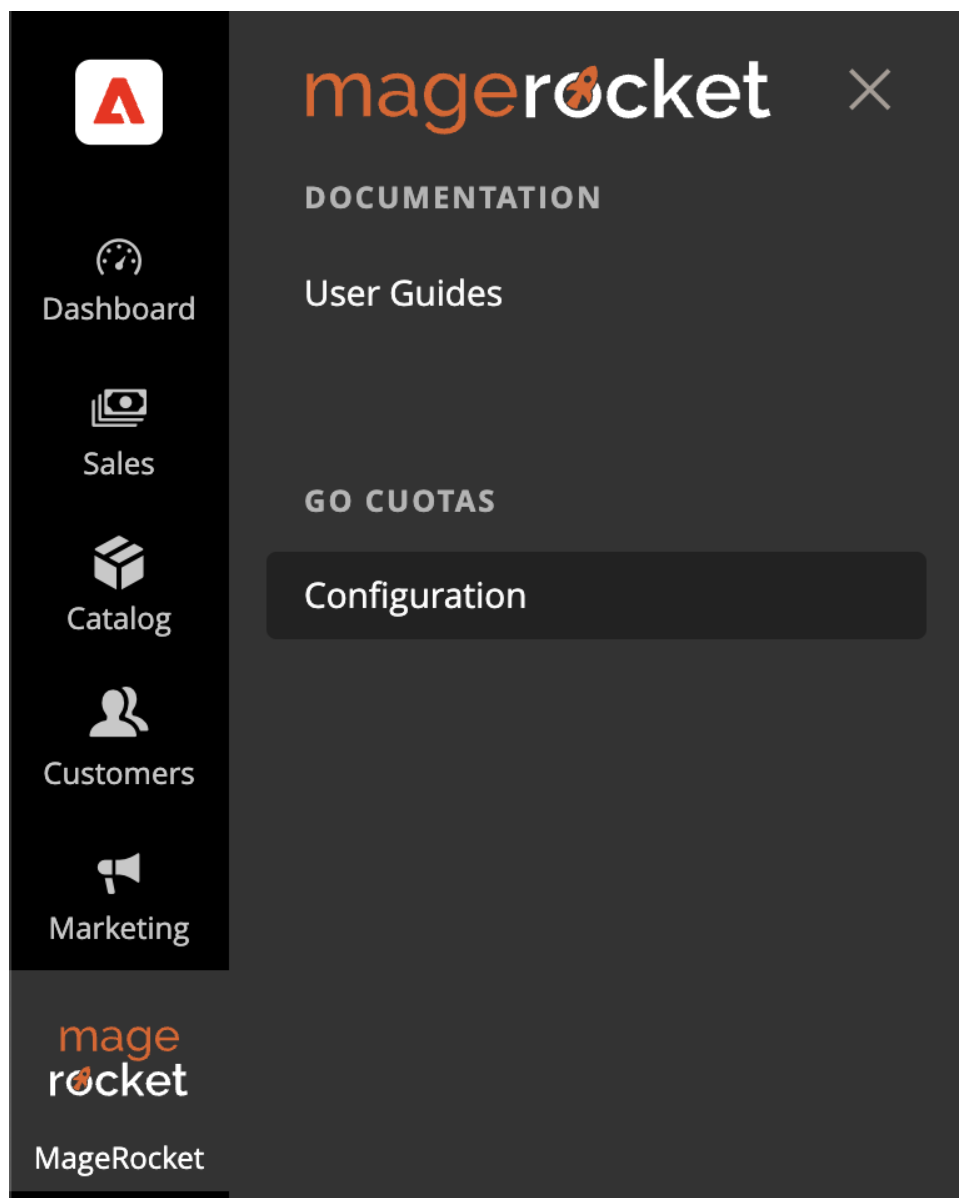 Dashboard
Sales
Catalog
Customers
Marketing
mage
rocket
MageRocket
magerocket
DOCUMENTATION
User Guides
GO CUOTAS
Configuration